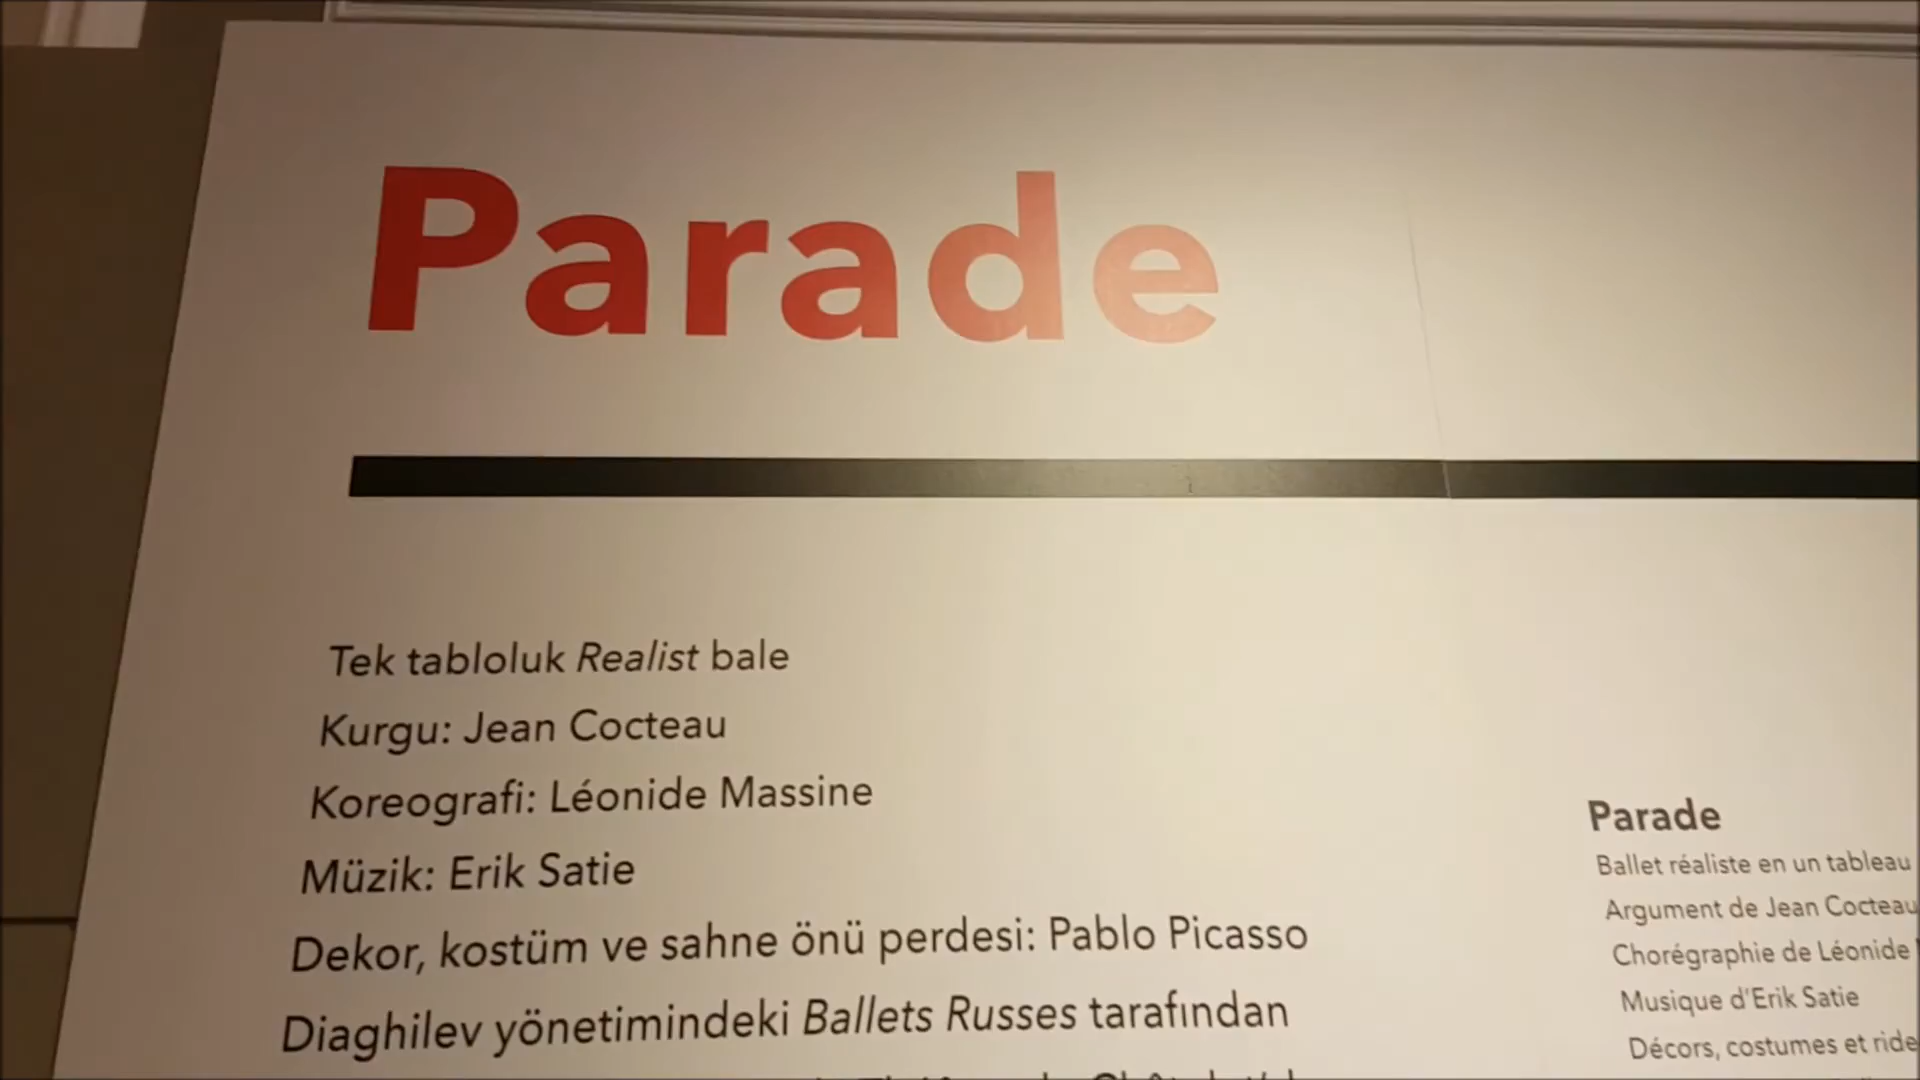 Parade
Tek tabloluk Realist bale
Kurgu: Jean Cocteau
Koreografi: Léonide Massine
Müzik: Erik Satie
Dekor, kostüm ve sahne önü perdesi: Pablo Picasso
Diaghilev yönetimindeki Ballets Russes tarafından
Parade
Ballet réaliste en un tableau
Argument de Jean Cocteau
Chorégraphie de Léonide
Musique d'Erik Satie
Décors, costumes et